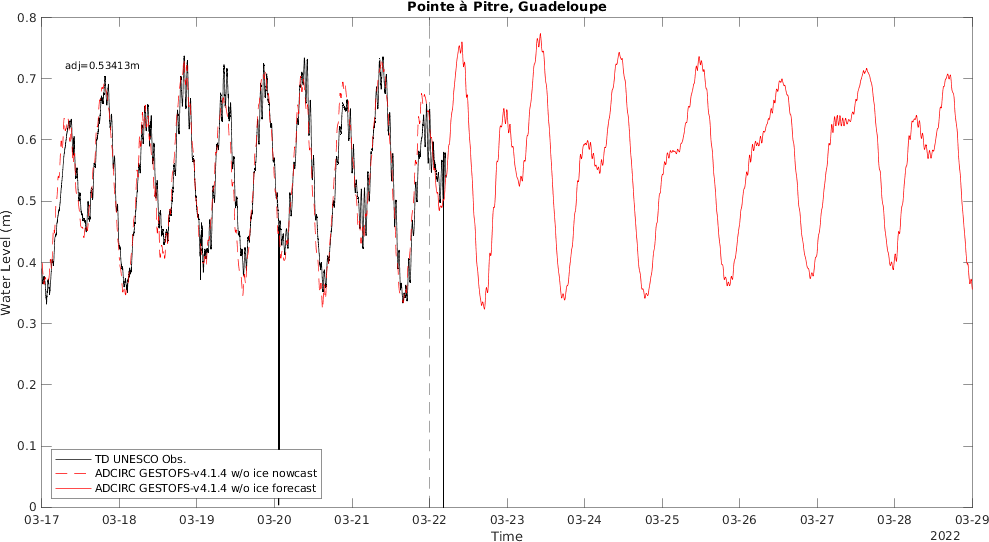 Pointe à Pitre, Guadeloupe
0.8
0.7
0.6
0.5
0.4
0.3
0.2
0.1
0
Water Level (m)
adj=0.53413m
TD UNESCO Obs.
ADCIRC GESTOFS-v4.1.4 w/o ice nowcast
ADCIRC GESTOFS-v4.1.4 w/o ice forecast
03-17 03-18 03-19 03-20 03-21 03-22 03-23 03-24 03-25 03-26 03-27 03-28 03-29
Time
2022